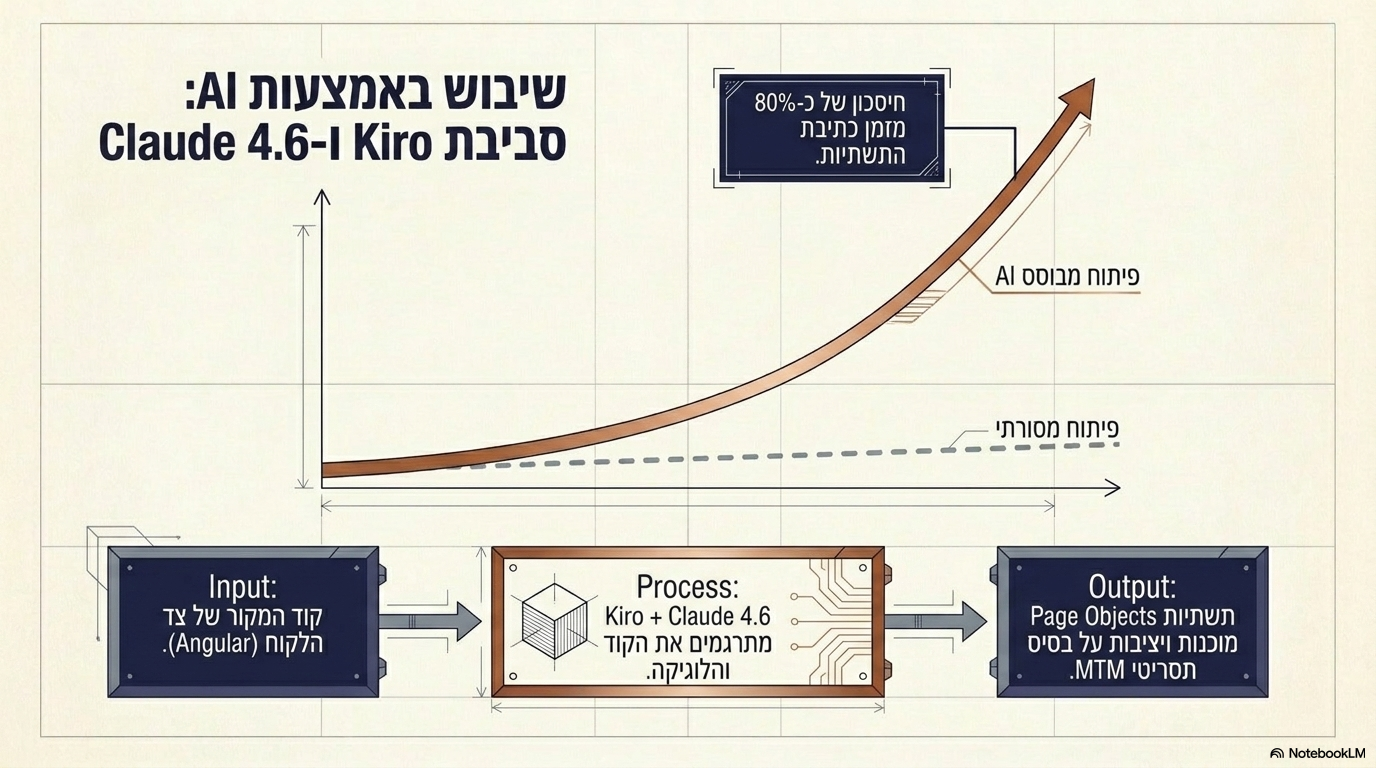 שיבוש באמצעות AI:
סביבת Kiro ו-Claude 4.6
חיסכון של כ-80%
מזמן כתיבת
התשתיות.
פיתוח מבוסס AI
פיתוח מסורתי
Input:
קוד המקור של צד
הלקוח (Angular).
Process:
Kiro + Claude 4.6
מתרגמים את הקוד
והלוגיקה.
Output:
תשתיות Page Objects
מוכנות ויציבות על בסיס
תסריטי MTM.
NotebookLM